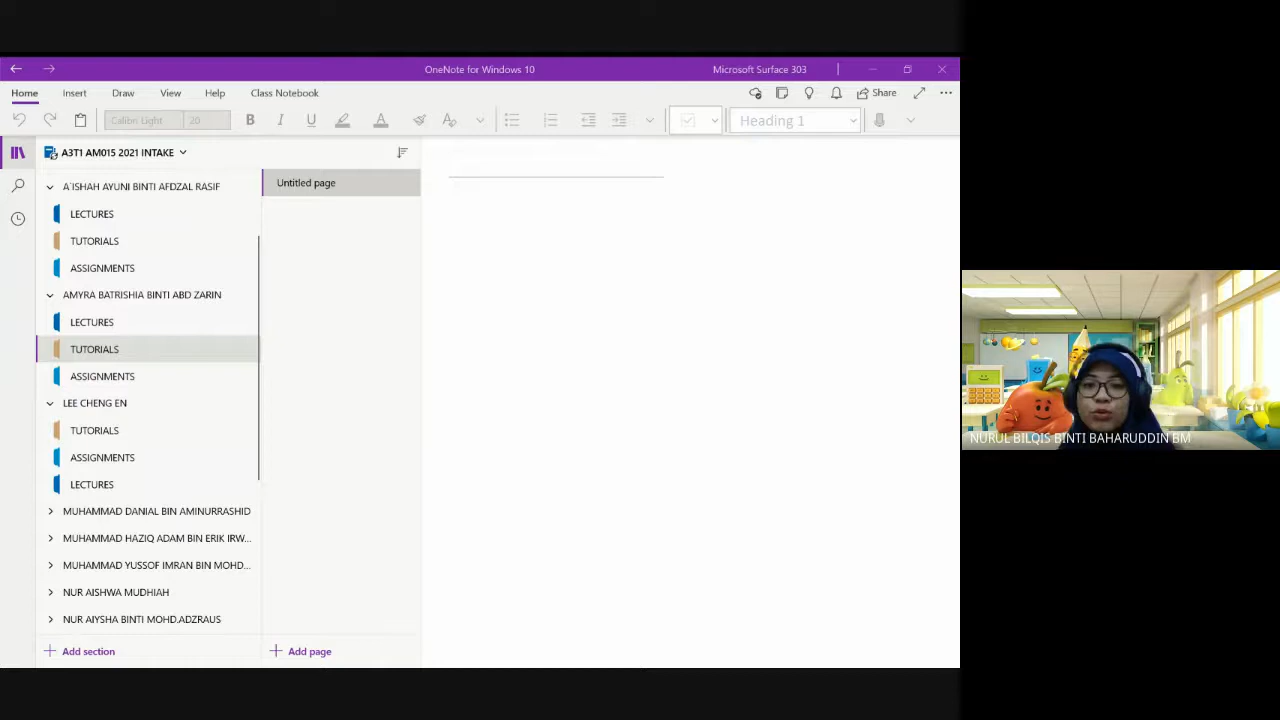 OneNote for Windows 10
Microsoft Surface 303
Home Insert Draw View Help Class Notebook Share
Calibri Light 20 B I U A Heading 1
A3T1 AM015 2021 INTAKE
A'ISHAH AYUNI BINTI AFDZAL RASIF
LECTURES
TUTORIALS
ASSIGNMENTS
AMYRA BATRISHIA BINTI ABD ZARIN
LECTURES
TUTORIALS
ASSIGNMENTS
LEE CHENG EN
TUTORIALS
ASSIGNMENTS
LECTURES
MUHAMMAD DANIAL BIN AMINURRASHID
MUHAMMAD HAZIQ ADAM BIN ERIK IRW...
MUHAMMAD YUSSOF IMRAN BIN MOHD...
NUR AISHWA MUDHIAH
NUR AIYSHA BINTI MOHD.ADZRAUS
Add section
Untitled page
Add page
NURUL BILQIS BINTI BAHARUDDIN BM